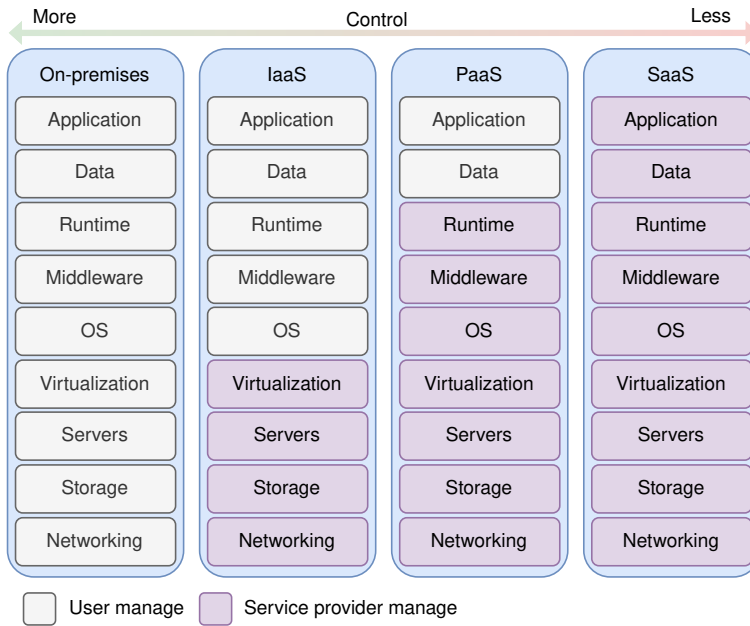 More Control Less
On-premises IaaS PaaS SaaS
Application Application Application Application
Data Data Data Data
Runtime Runtime Runtime Runtime
Middleware Middleware Middleware Middleware
OS OS OS OS
Virtualization Virtualization Virtualization Virtualization
Servers Servers Servers Servers
Storage Storage Storage Storage
Networking Networking Networking Networking
User manage Service provider manage